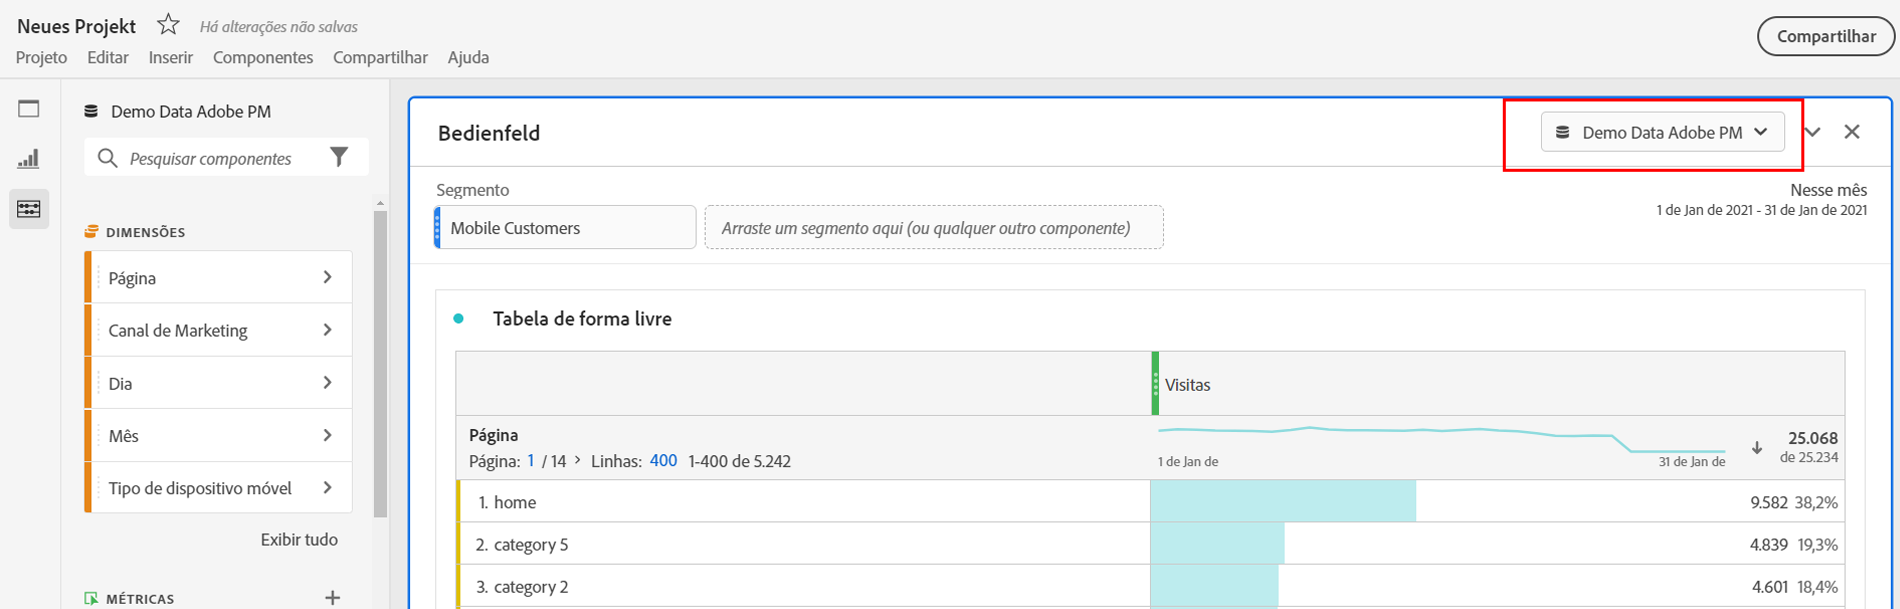 Neues Projekt Há alterações não salvas
Compartilhar
Projeto Editar Inserir Componentes Compartilhar Ajuda
Demo Data Adobe PM
Pesquisar componentes
DIMENSÕES
Página
Canal de Marketing
Dia
Mês
Tipo de dispositivo móvel
Exibir tudo
MÉTRICAS
Bedienfeld
Demo Data Adobe PM
Segmento
Mobile Customers
Arraste um segmento aqui (ou qualquer outro componente)
Nesse mês
1 de Jan de 2021 - 31 de Jan de 2021
Tabela de forma livre
Visitas
Página
Página: 1 / 14 > Linhas: 400 1-400 de 5.242
1 de Jan de
31 de Jan de
25.068
de 25.234
1. home 9.582 38,2%
2. category 5 4.839 19,3%
3. category 2 4.601 18,4%